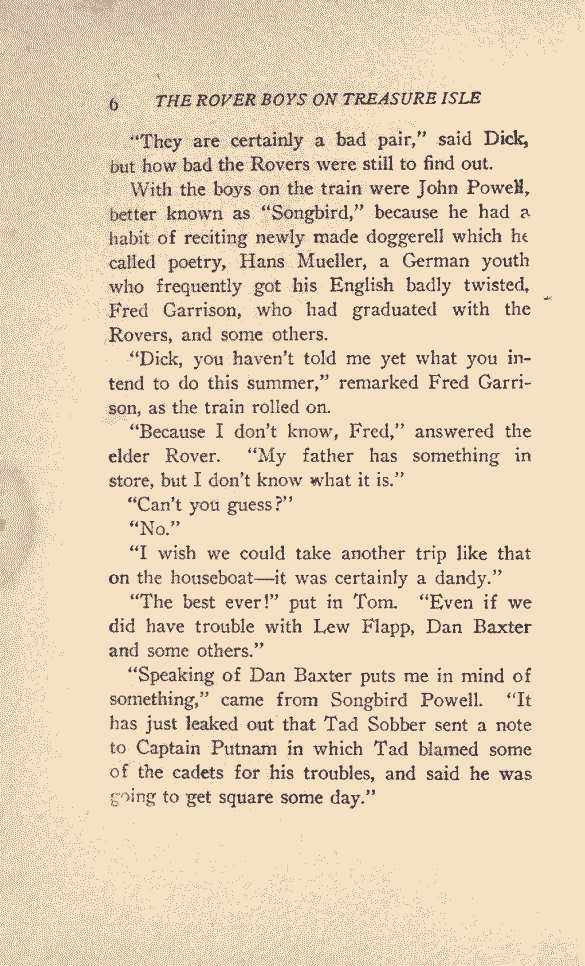 6 THE ROVER BOYS ON TREASURE ISLE
“They are certainly a bad pair,” said Dick,
but how bad the Rovers were still to find out.
With the boys on the train were John Powell,
better known as “Songbird,” because he had a
habit of reciting newly made doggerell which he
called poetry, Hans Mueller, a German youth
who frequently got his English badly twisted,
Fred Garrison, who had graduated with the
Rovers, and some others.
“Dick, you haven’t told me yet what you in-
tend to do this summer,” remarked Fred Garri-
son, as the train rolled on.
“Because I don’t know, Fred,” answered the
elder Rover. “My father has something in
store, but I don’t know what it is.”
“Can’t you guess?”
“No.”
“I wish we could take another trip like that
on the houseboat—it was certainly a dandy.”
“The best ever!” put in Tom. “Even if we
did have trouble with Lew Flapp, Dan Baxter
and some others.”
“Speaking of Dan Baxter puts me in mind of
something,” came from Songbird Powell. “It
has just leaked out that Tad Sobber sent a note
to Captain Putnam in which Tad blamed some
of the cadets for his troubles, and said he was
going to get square some day.”